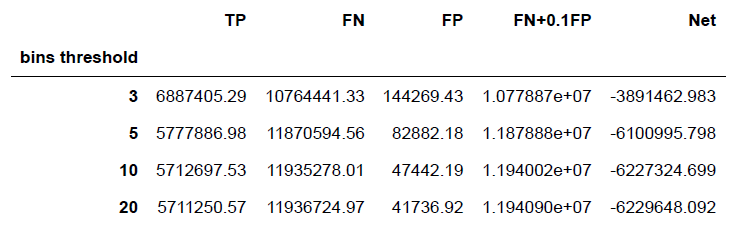 TP FN FP FN+0.1FP Net
bins threshold
3 6887405.29 10764441.33 144269.43 1.077887e+07 -3891462.983
5 5777886.98 11870594.56 82882.18 1.187888e+07 -6100995.798
10 5712697.53 11935278.01 47442.19 1.194002e+07 -6227324.699
20 5711250.57 11936724.97 41736.92 1.194090e+07 -6229648.092